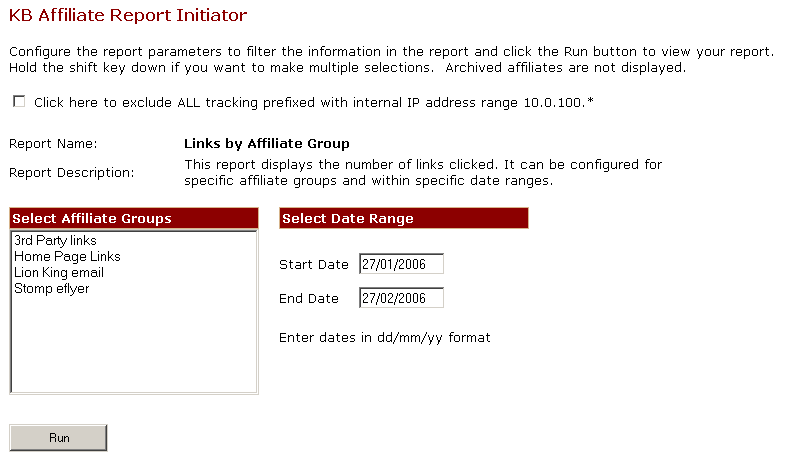 KB Affiliate Report Initiator
Configure the report parameters to filter the information in the report and click the Run button to view your report.
Hold the shift key down if you want to make multiple selections.  Archived affiliates are not displayed.
Click here to exclude ALL tracking prefixed with internal IP address range 10.0.100.*
Report Name: Links by Affiliate Group
Report Description: This report displays the number of links clicked. It can be configured for
specific affiliate groups and within specific date ranges.
Select Affiliate Groups
3rd Party links
Home Page Links
Lion King email
Stomp eflyer
Select Date Range
Start Date 27/01/2006
End Date 27/02/2006
Enter dates in dd/mm/yy format
Run